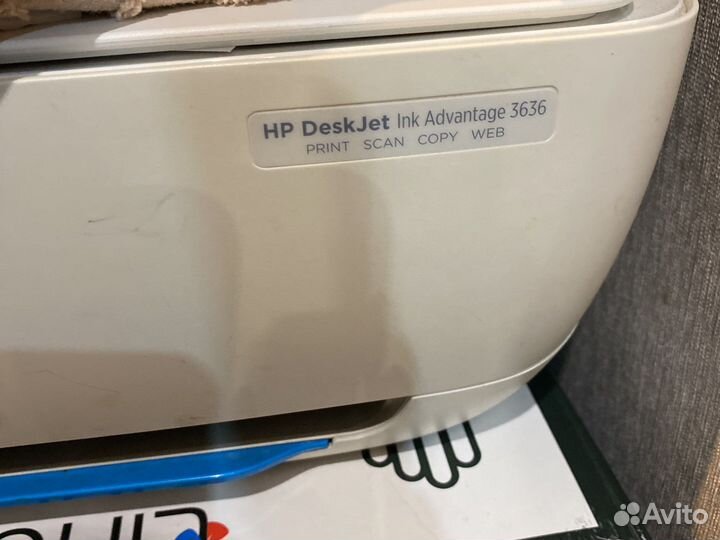 HP DeskJet Ink Advantage 3636
PRINT SCAN COPY WEB
Avito